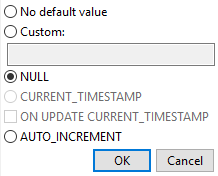 No default value
Custom:
NULL
CURRENT_TIMESTAMP
ON UPDATE CURRENT_TIMESTAMP
AUTO_INCREMENT
OK Cancel